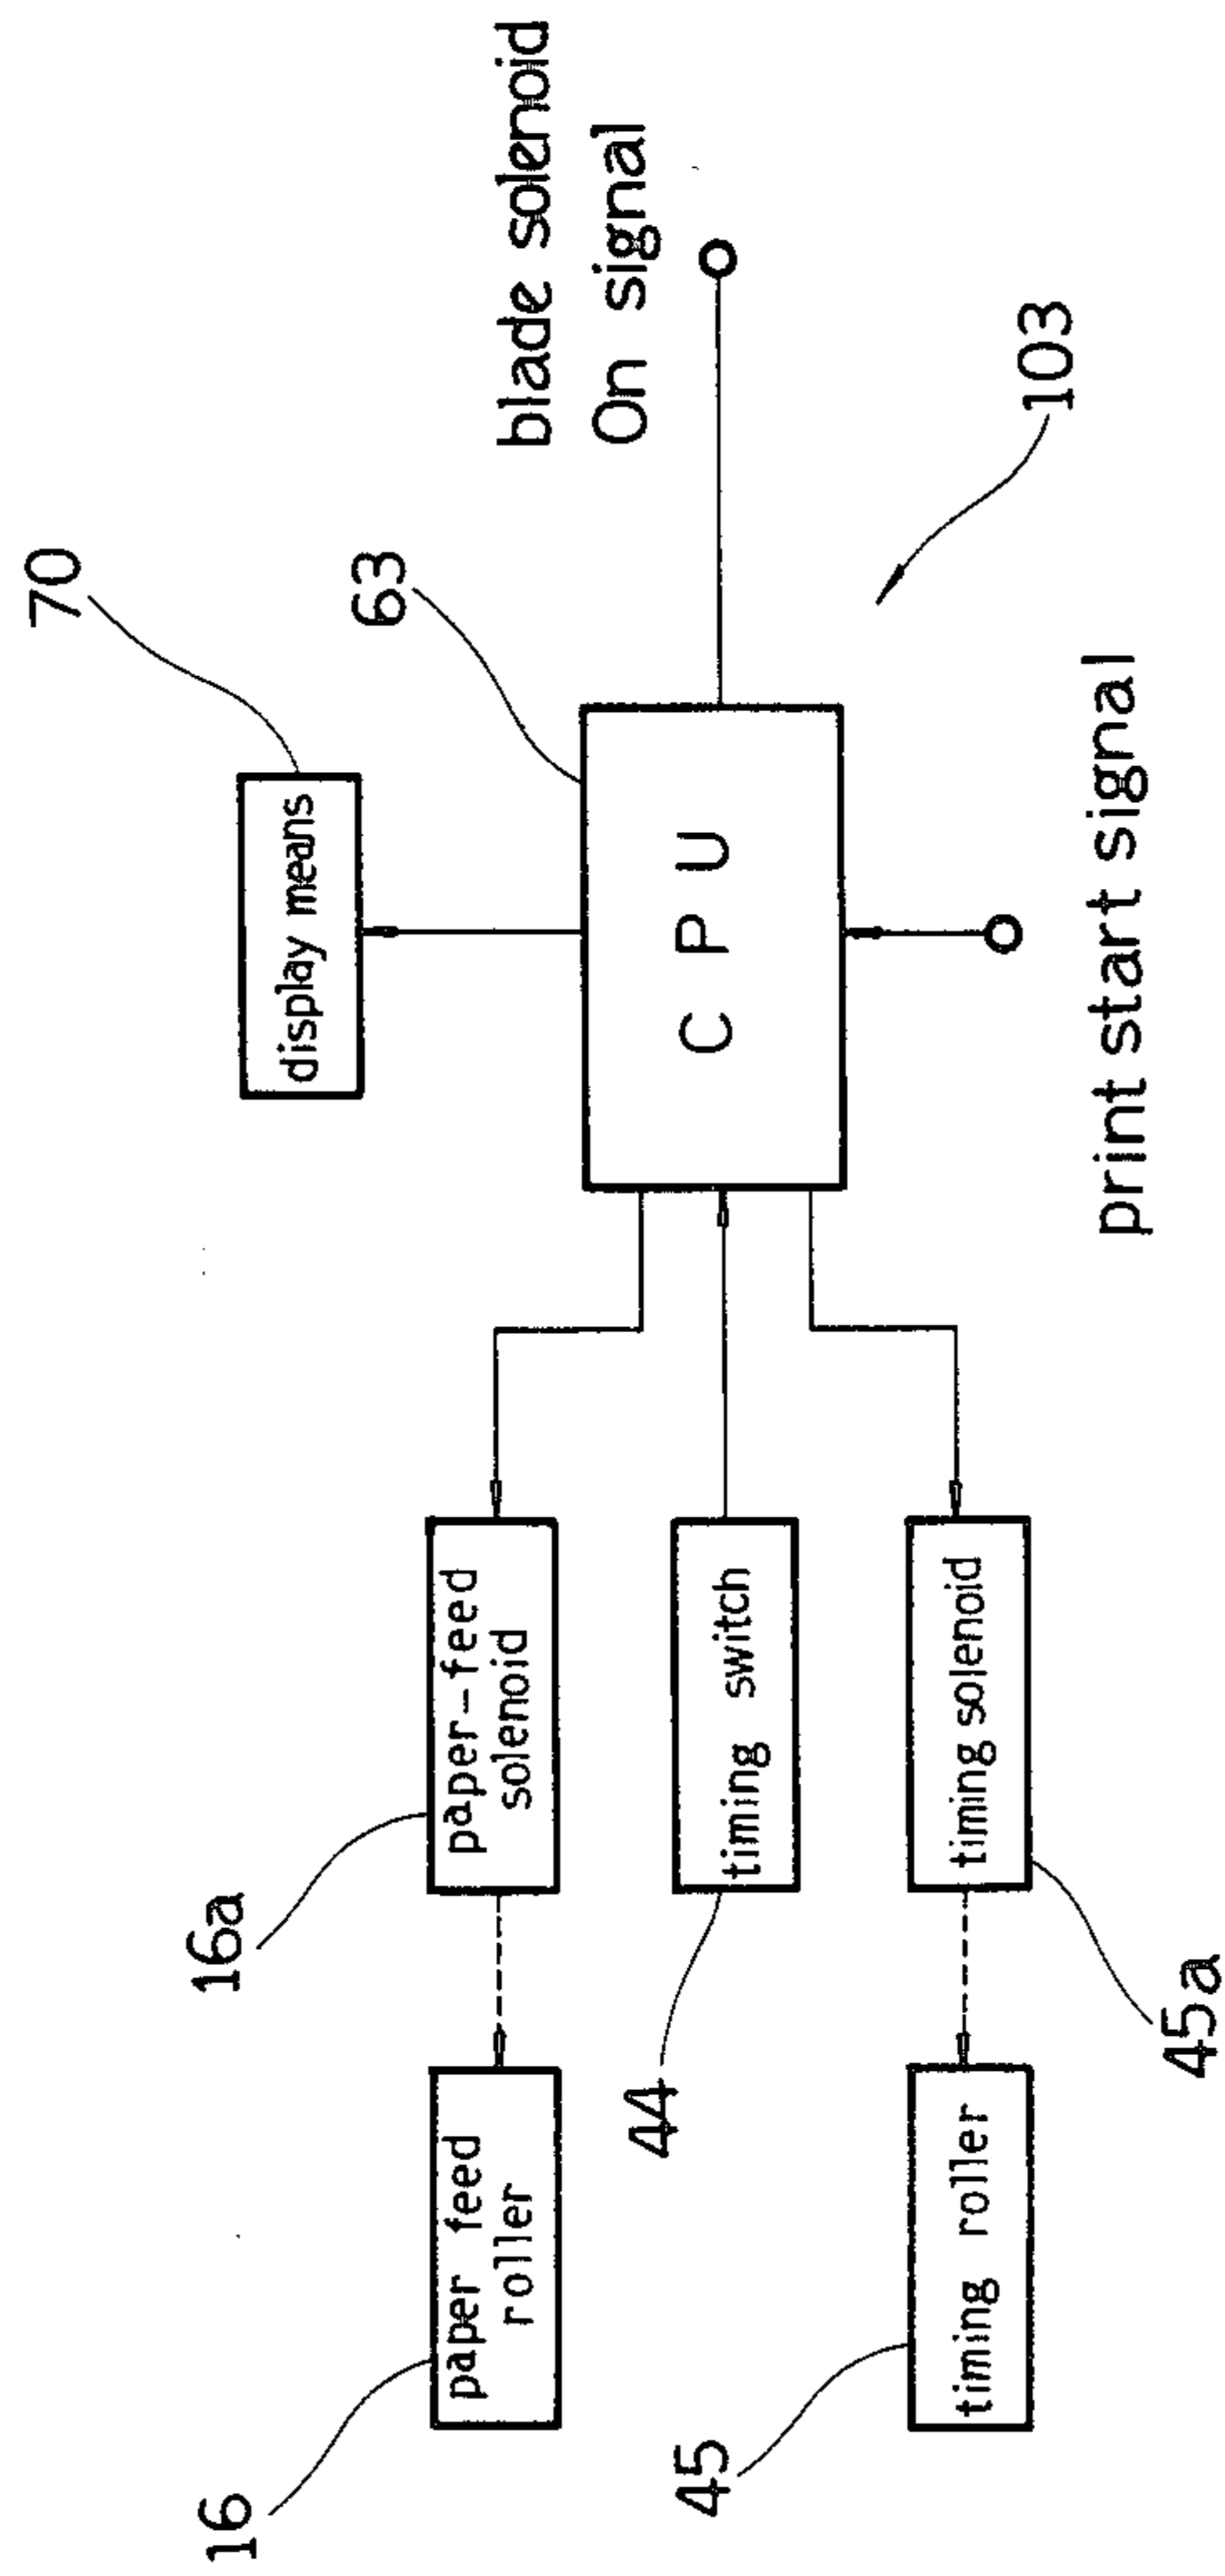 70
display means
63
C P U
blade solenoid
On signal
103
print start signal
16a
paper-feed
solenoid
16
paper feed
roller
44
timing switch
timing solenoid
45a
45
timing roller